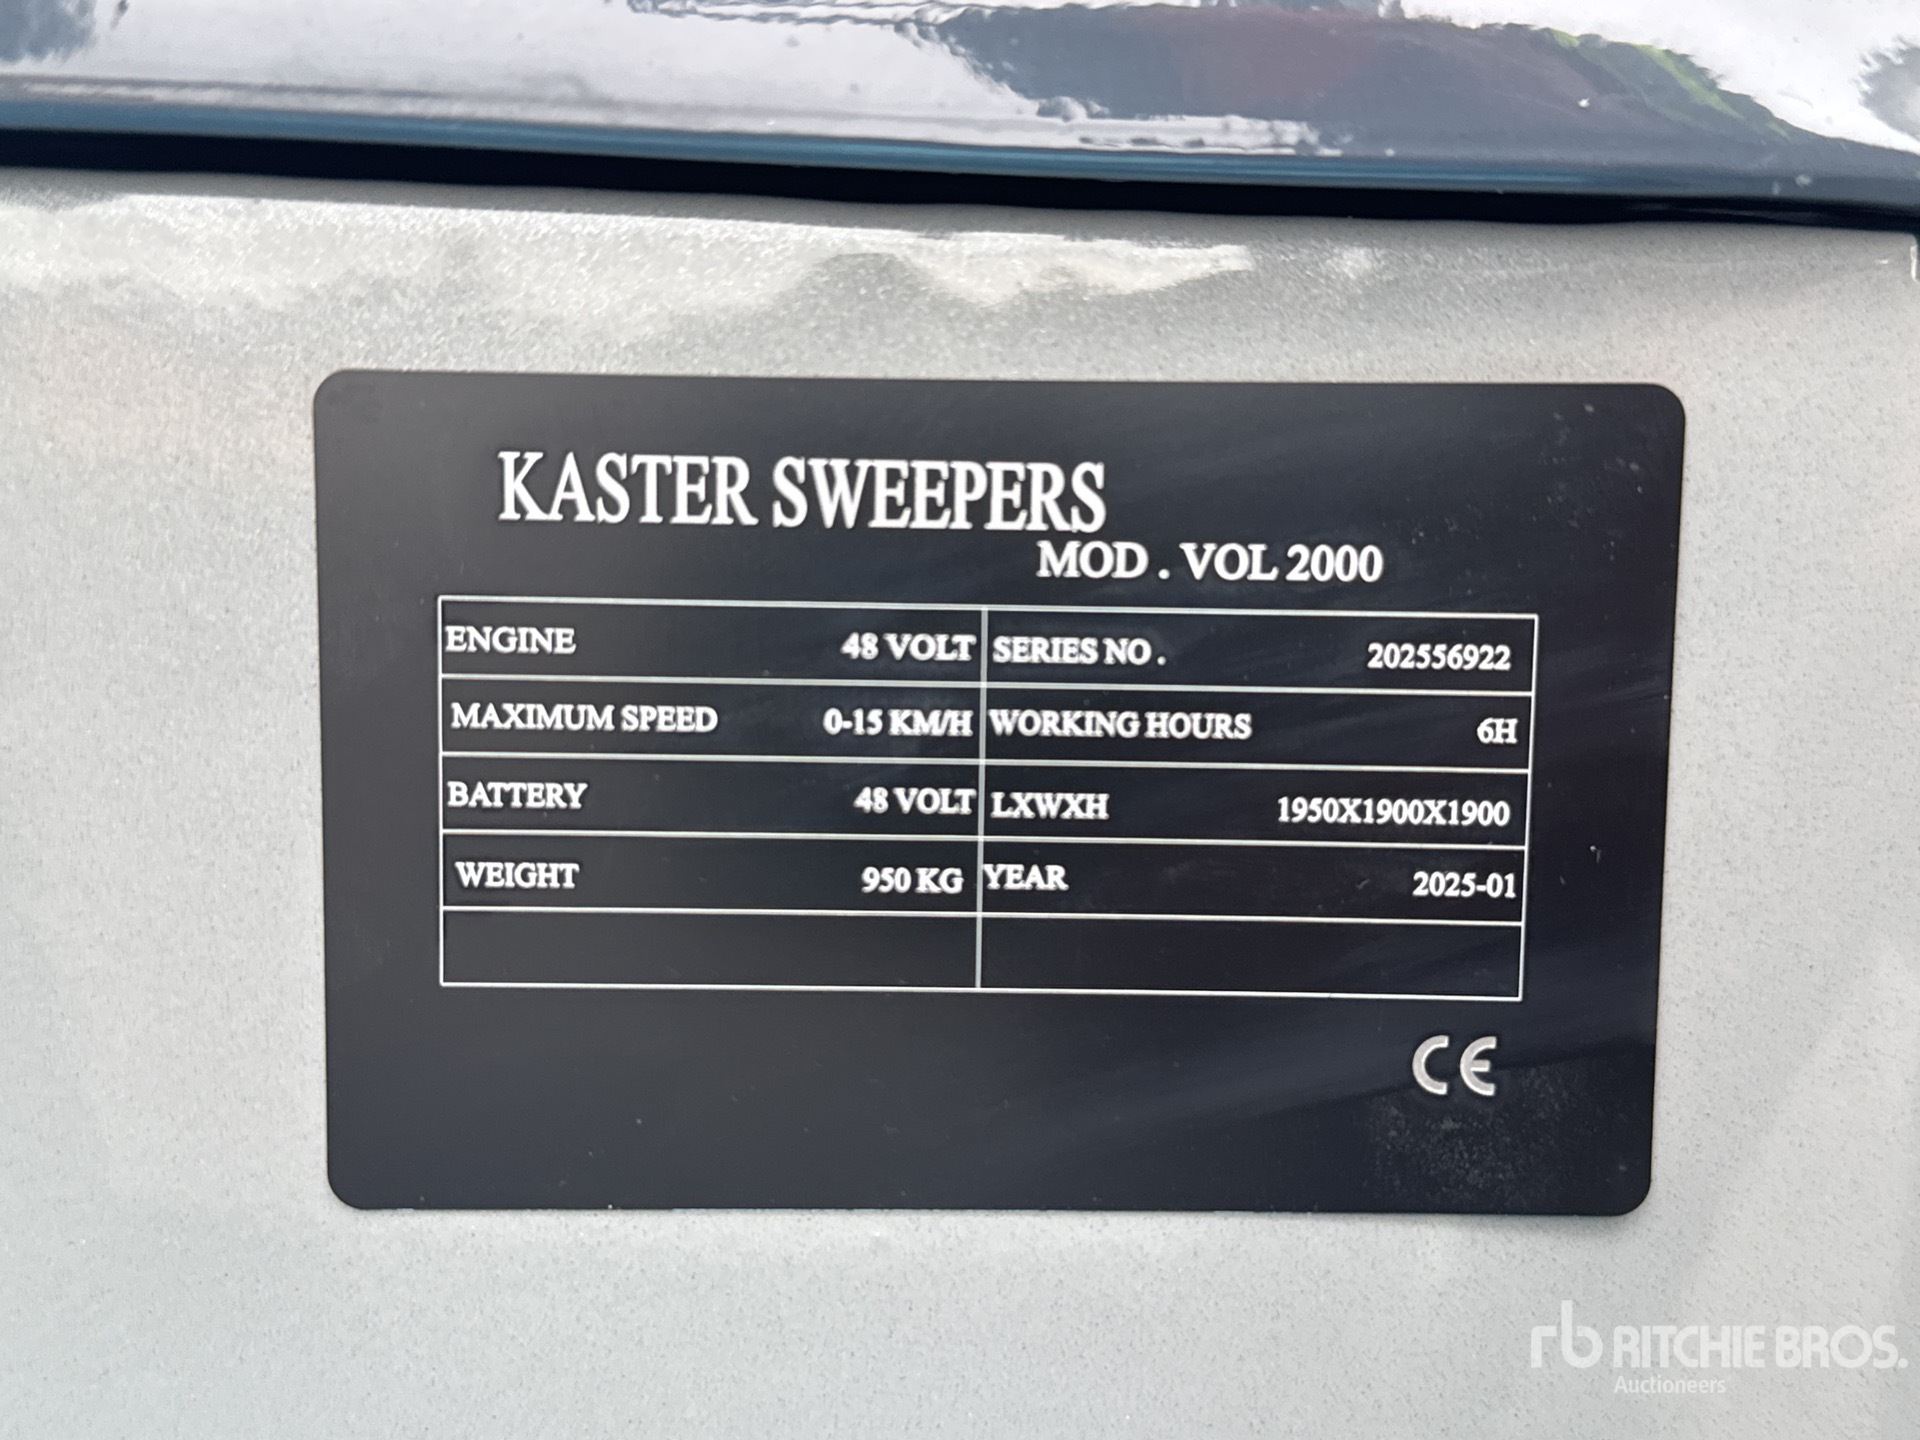 KASTER SWEEPERS
MOD . VOL 2000
ENGINE 48 VOLT SERIES NO . 202556922
MAXIMUM SPEED 0-15 KM/H WORKING HOURS 6H
BATTERY 48 VOLT LXWXH 1950X1900X1900
WEIGHT 950 KG YEAR 2025-01
CE
rb RITCHIE BROS.
Auctioneers